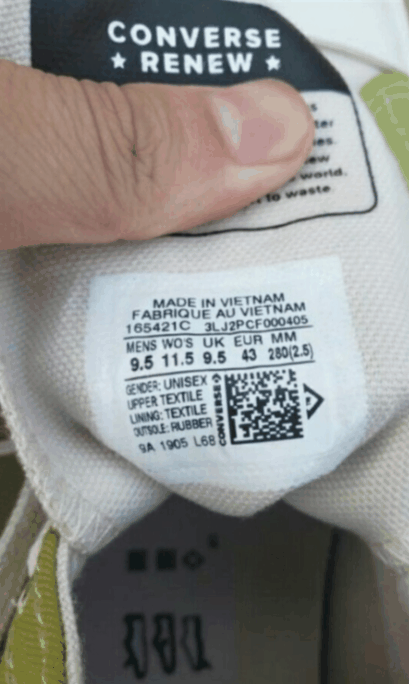 CONVERSE
★ RENEW ★
world.
to waste.
MADE IN VIETNAM
FABRIQUE AU VIETNAM
165421C 3LJ2PCF000405
MENS WO'S UK EUR MM
9.5 11.5 9.5 43 280(2.5)
GENDER: UNISEX
UPPER TEXTILE
LINING: TEXTILE
OUTSOLE: RUBBER
9A 1905 L68
CONVERSE